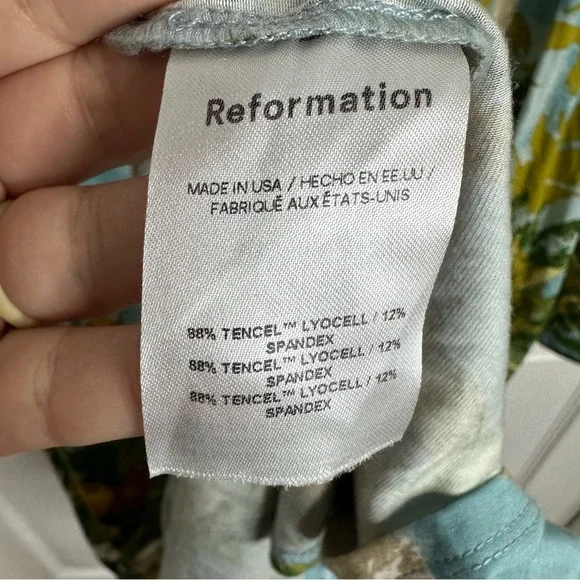 Reformation
MADE IN USA / HECHO EN EE.UU /
FABRIQUÉ AUX ÉTATS-UNIS
88% TENCEL™ LYOCELL / 12%
SPANDEX
88% TENCEL™ LYOCELL / 12%
SPANDEX
88% TENCEL™ LYOCELL / 12%
SPANDEX